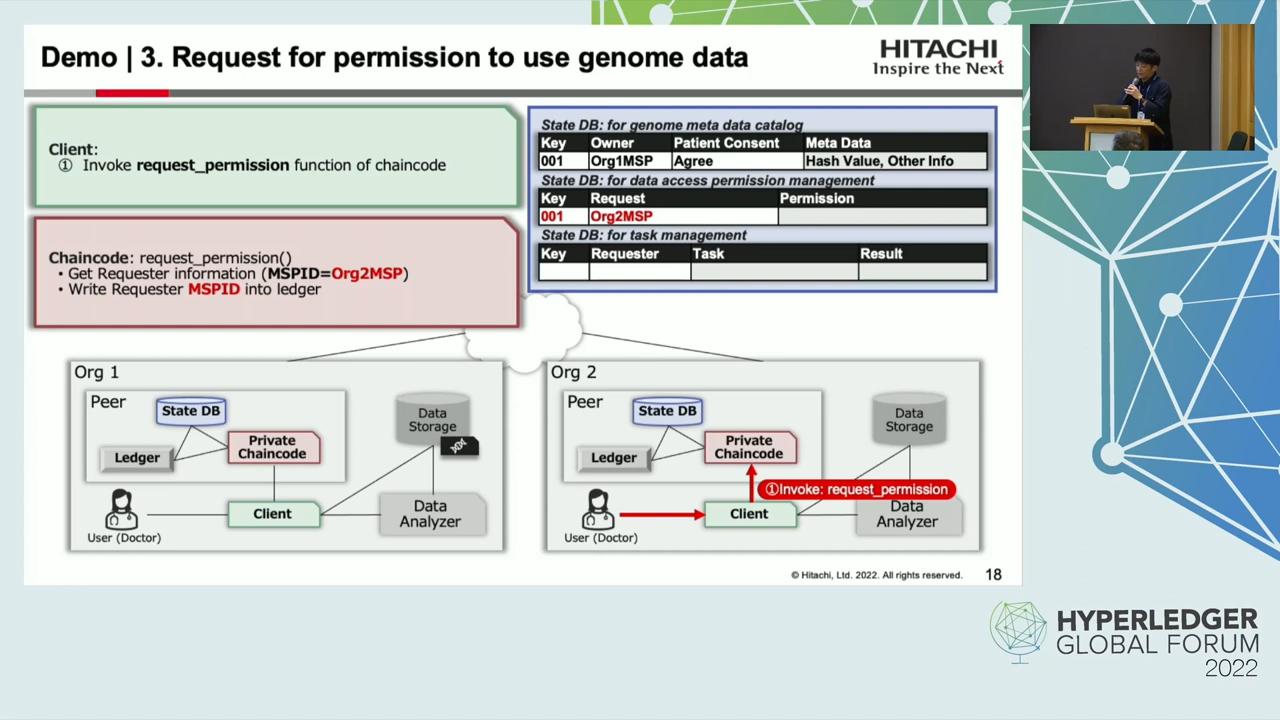 Demo | 3. Request for permission to use genome data
HITACHI
Inspire the Next
Client:
① Invoke request_permission function of chaincode
Chaincode: request_permission()
• Get Requester information (MSPID=Org2MSP)
• Write Requester MSPID into ledger
State DB: for genome meta data catalog
Key Owner Patient Consent Meta Data
001 Org1MSP Agree Hash Value, Other Info
State DB: for data access permission management
Key Request Permission
001 Org2MSP
State DB: for task management
Key Requester Task Result
Org 1
Peer
State DB
Ledger
Private
Chaincode
Data
Storage
User (Doctor)
Client
Data
Analyzer
Org 2
Peer
State DB
Ledger
Private
Chaincode
Data
Storage
①Invoke: request_permission
User (Doctor)
Client
Data
Analyzer
© Hitachi, Ltd. 2022. All rights reserved.
18
HYPERLEDGER
GLOBAL FORUM
2022